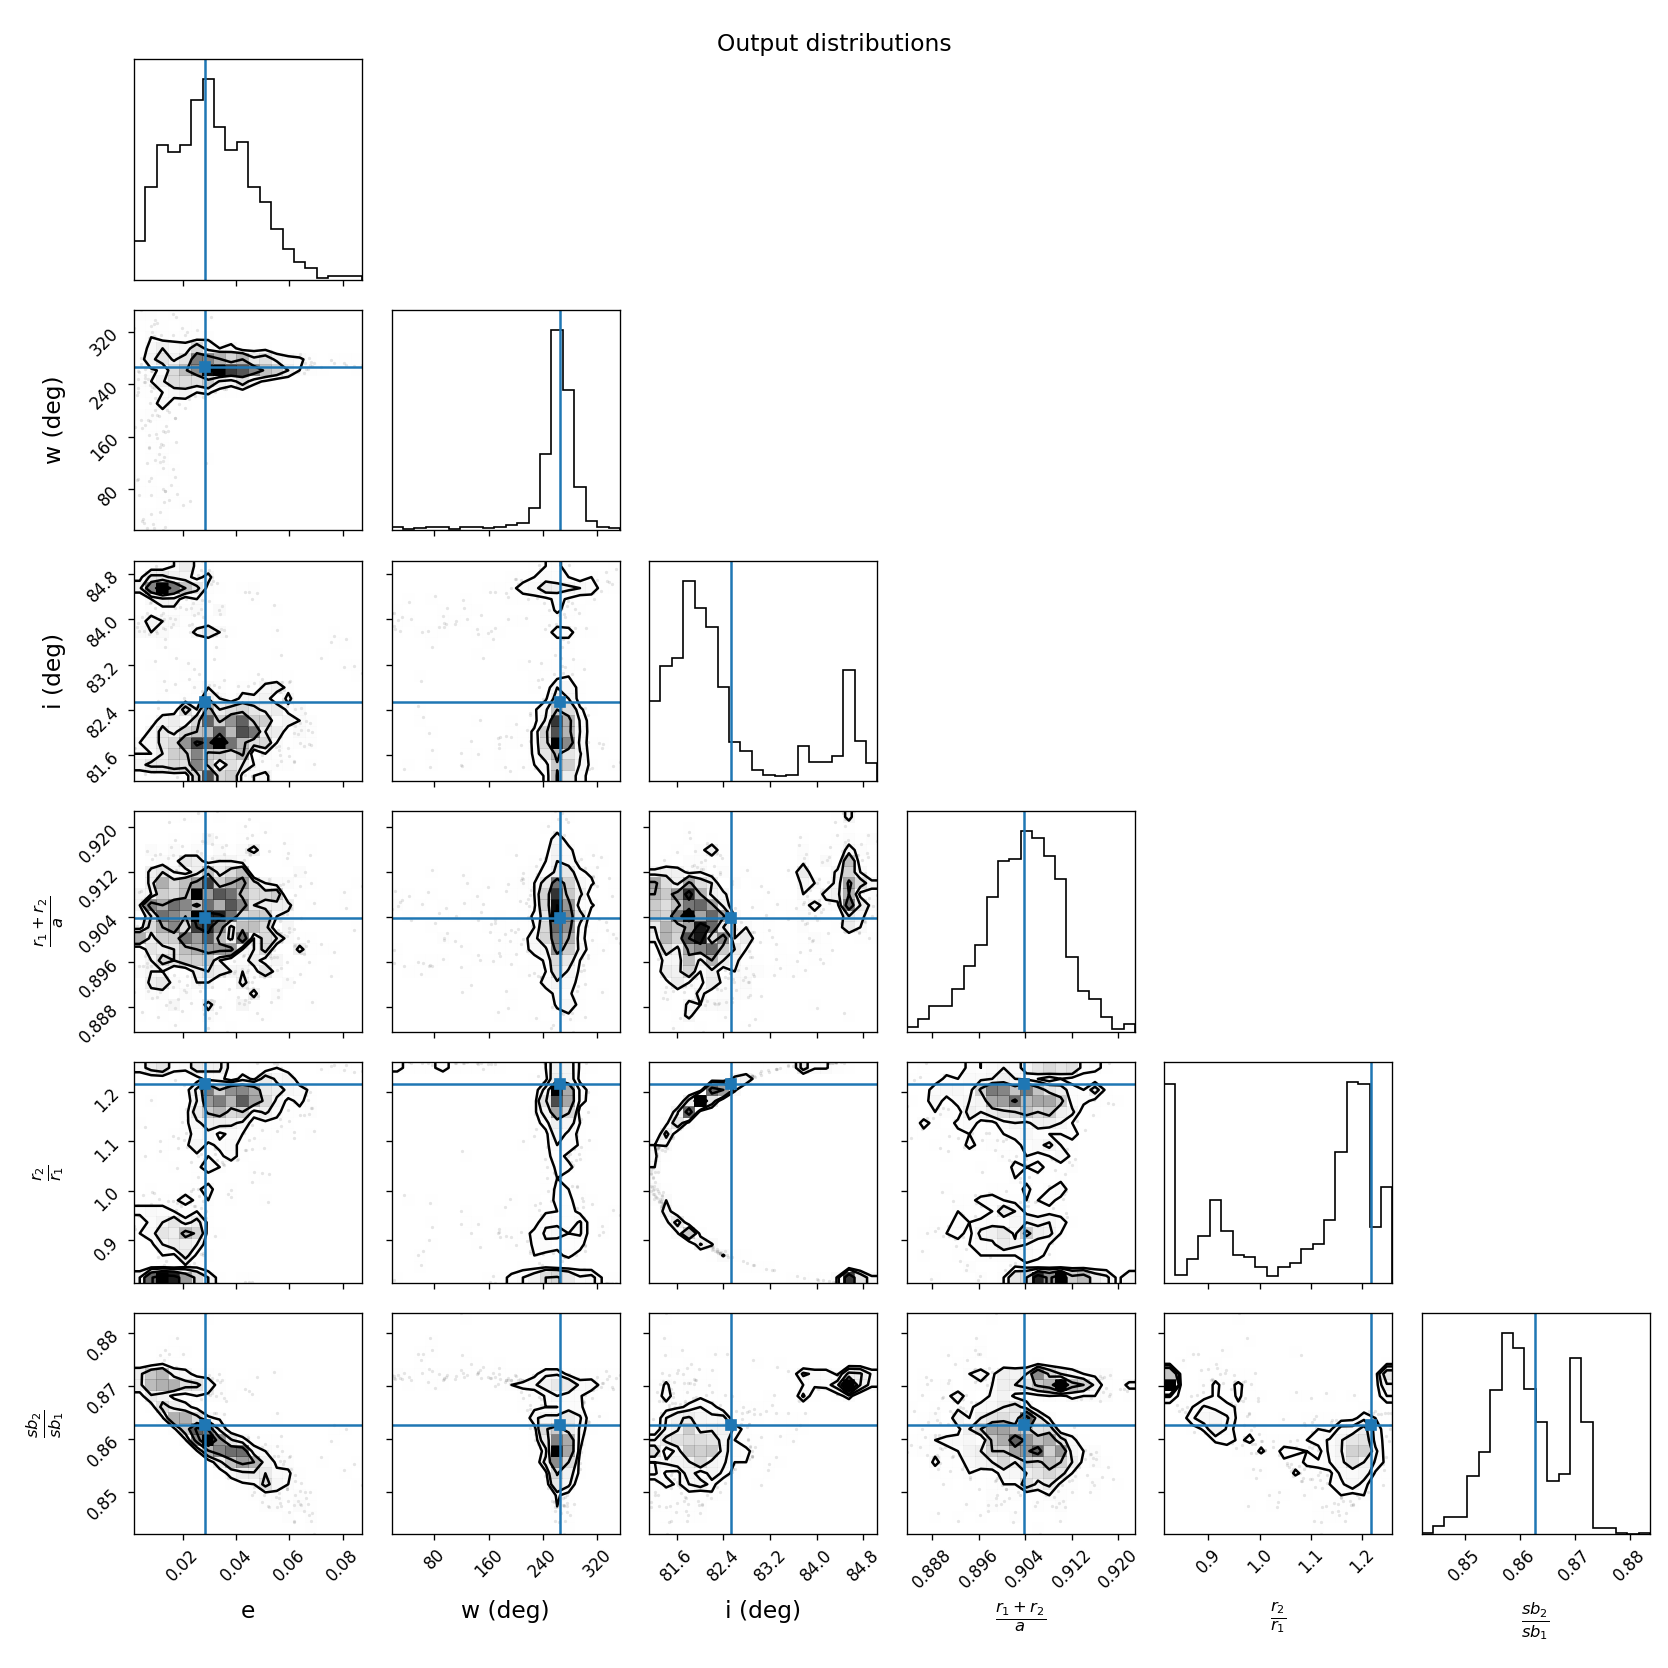 Output distributions
w (deg)
320
240
160
80
i (deg)
84.8
84.0
83.2
82.4
81.6
r₁ + r₂
a
0.920
0.912
0.904
0.896
0.888
r₂
r₁
1.2
1.1
1.0
0.9
sb₂
sb₁
0.88
0.87
0.86
0.85
0.02 0.04 0.06 0.08 80 160 240 320 81.6 82.4 83.2 84.0 84.8 0.888 0.896 0.904 0.912 0.920 0.9 1.0 1.1 1.2 0.85 0.86 0.87 0.88
e w (deg) i (deg)
r₁ + r₂
a
r₂
r₁
sb₂
sb₁